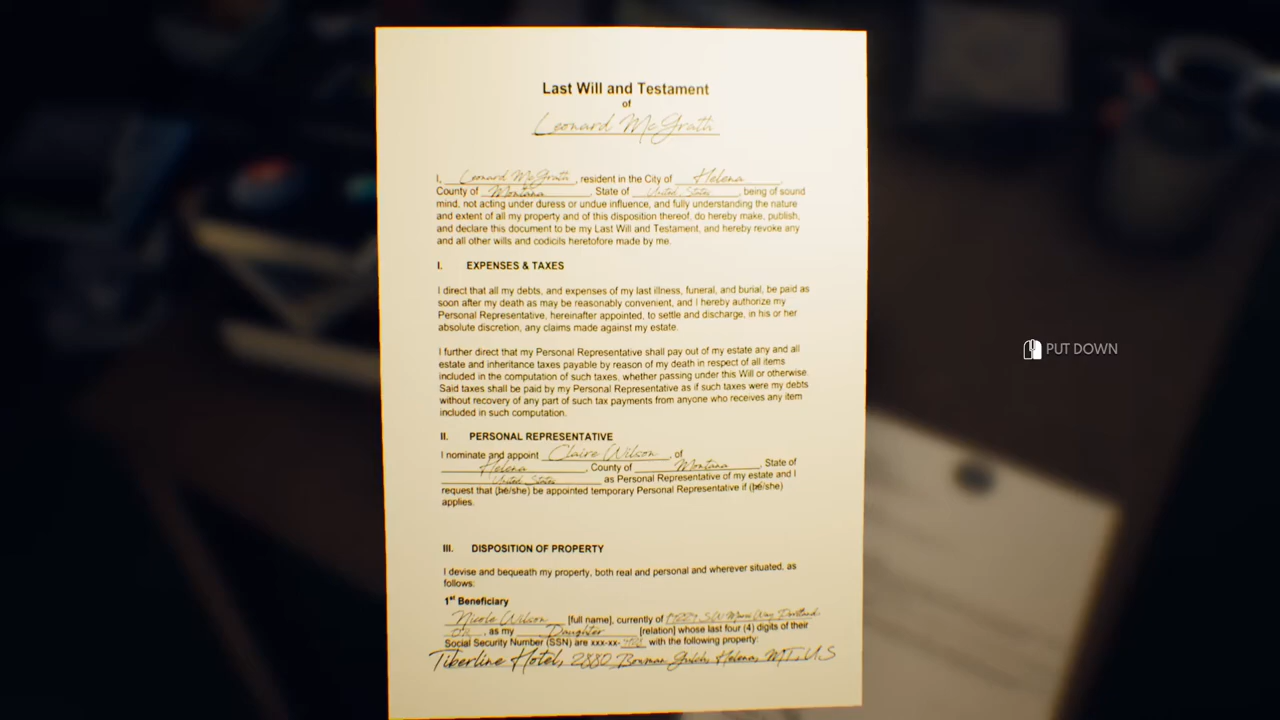 Last Will and Testament
of
Leonard McGrath
I, Leonard McGrath, resident in the City of Helena,
County of Montana, State of United States, being of sound
mind, not acting under duress or undue influence, and fully understanding the nature
and extent of all my property and of this disposition thereof, do hereby make, publish,
and declare this document to be my Last Will and Testament, and hereby revoke any
and all other wills and codicils heretofore made by me.
I. EXPENSES & TAXES
I direct that all my debts, and expenses of my last illness, funeral, and burial, be paid as
soon after my death as may be reasonably convenient, and I hereby authorize my
Personal Representative, hereinafter appointed, to settle and discharge, in his or her
absolute discretion, any claims made against my estate.
I further direct that my Personal Representative shall pay out of my estate any and all
estate and inheritance taxes payable by reason of my death in respect of all items
included in the computation of such taxes, whether passing under this Will or otherwise.
Said taxes shall be paid by my Personal Representative as if such taxes were my debts
without recovery of any part of such tax payments from anyone who receives any item
included in such computation.
II. PERSONAL REPRESENTATIVE
I nominate and appoint Claire Wilson, of
Helena, County of Montana, State of
United States as Personal Representative of my estate and I
request that (he/she) be appointed temporary Personal Representative if (he/she)
applies.
III. DISPOSITION OF PROPERTY
I devise and bequeath my property, both real and personal and wherever situated, as
follows:
1st Beneficiary
Nicole Wilson [full name], currently of SW Way Portland
OR, as my Daughter [relation] whose last four (4) digits of their
Social Security Number (SSN) are xxx-xx- with the following property:
Tiberline Hotel, 2880 Bowman Gulch, Helena, MT, US
PUT DOWN